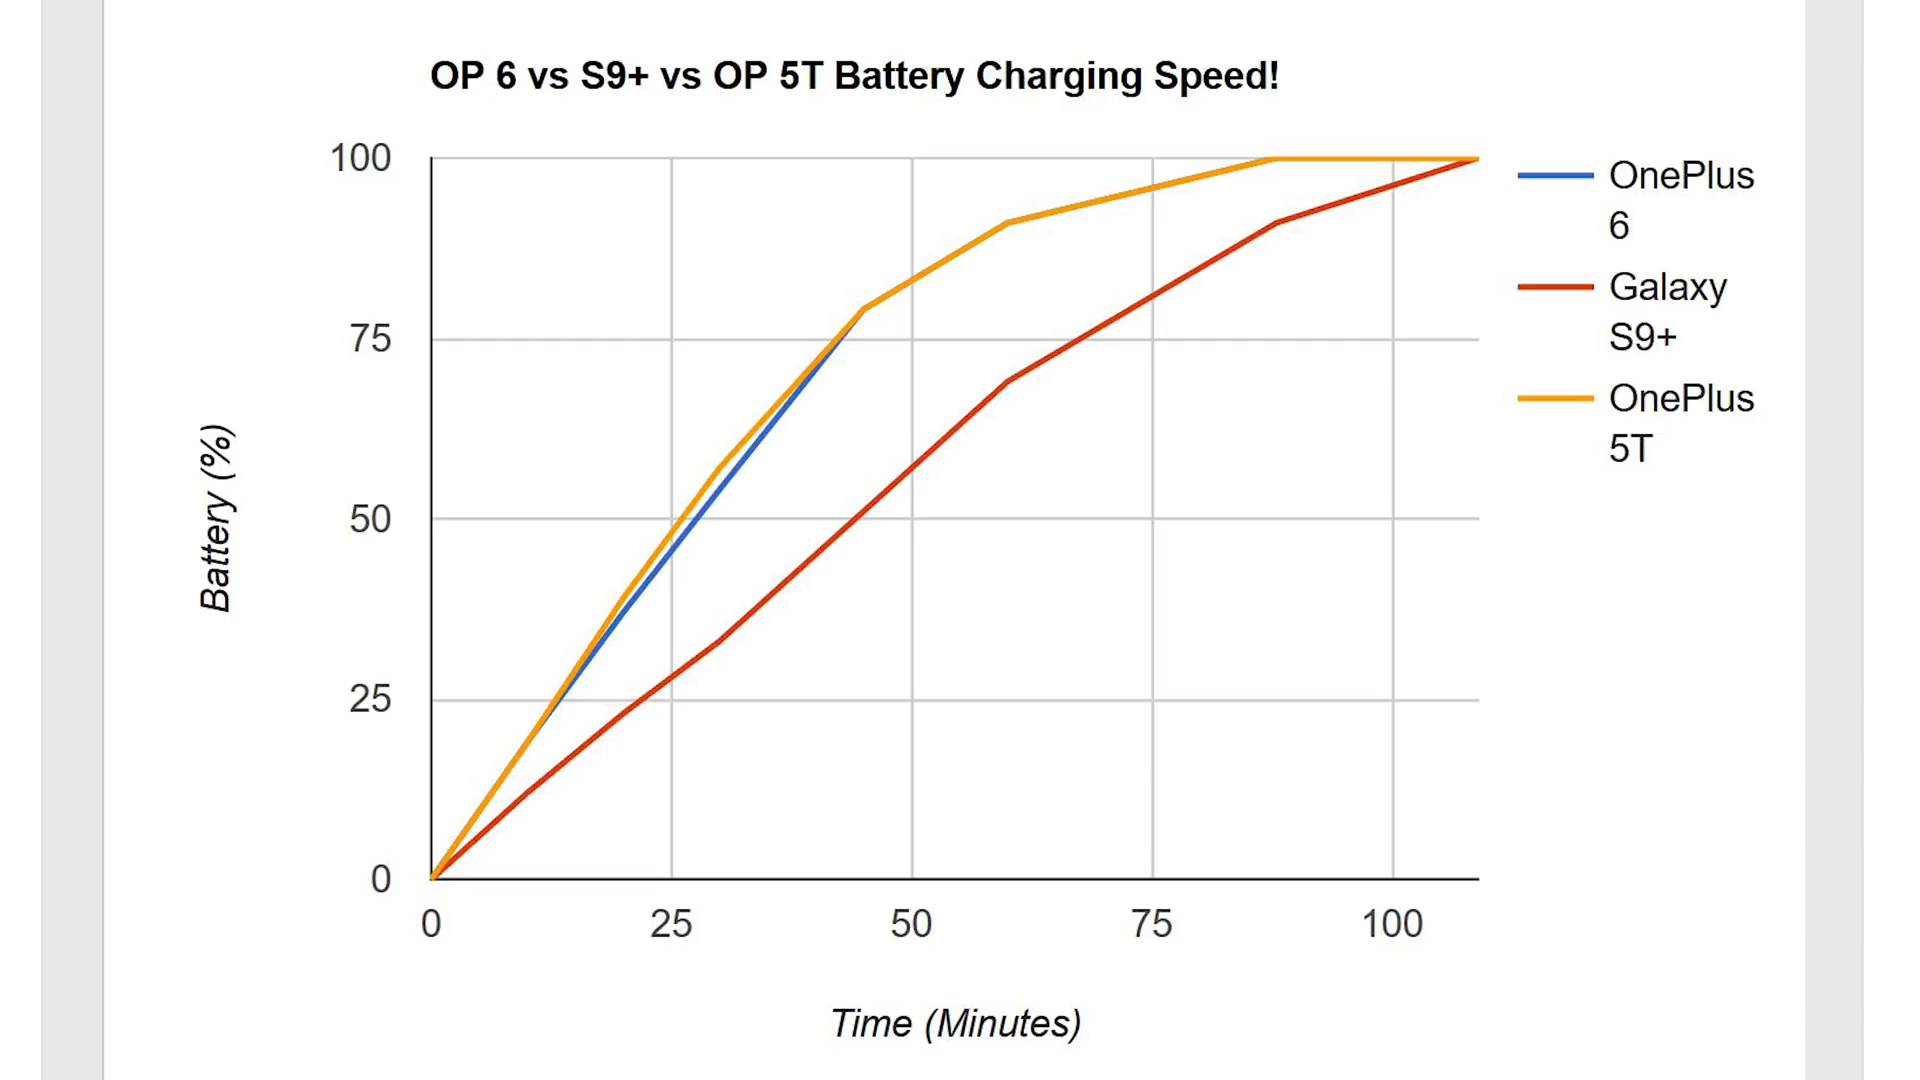 OP 6 vs S9+ vs OP 5T Battery Charging Speed!
100
75
50
25
0
Battery (%)
0 25 50 75 100
Time (Minutes)
OnePlus
6
Galaxy
S9+
OnePlus
5T